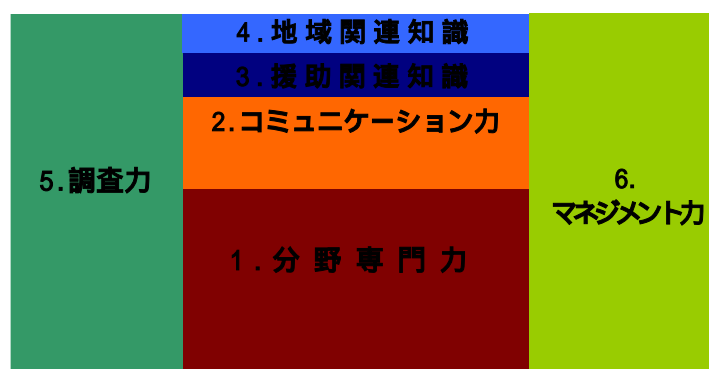 4.地域関連知識
3.援助関連知識
2.コミュニケーション力
5.調査力
6.
マネジメント力
1.分野専門力